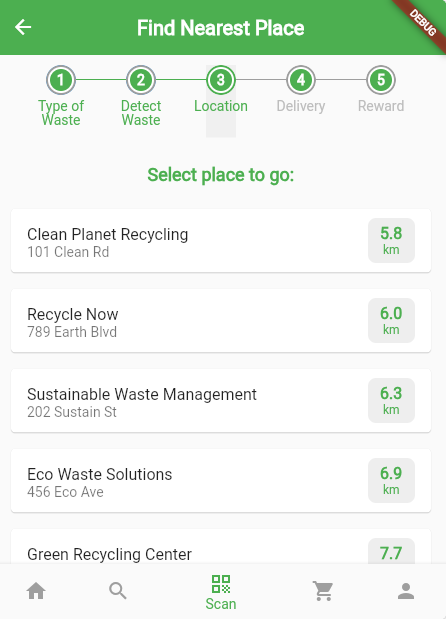 Find Nearest Place
DEBUG
1 2 3 4 5
Type of Waste
Detect Waste
Location
Delivery
Reward
Select place to go:
Clean Planet Recycling
101 Clean Rd
5.8
km
Recycle Now
789 Earth Blvd
6.0
km
Sustainable Waste Management
202 Sustain St
6.3
km
Eco Waste Solutions
456 Eco Ave
6.9
km
Green Recycling Center
7.7
Scan